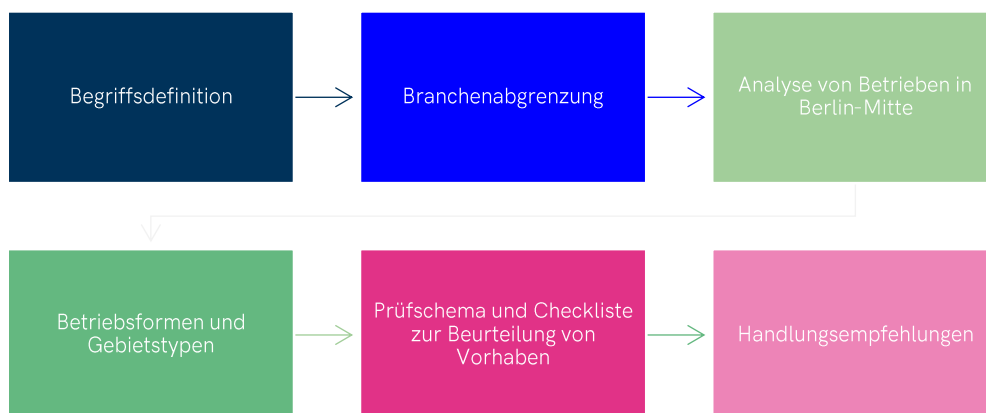 Begriffsdefinition
Branchenabgrenzung
Analyse von Betrieben in
Berlin-Mitte
Betriebsformen und
Gebietstypen
Prüfschema und Checkliste
zur Beurteilung von
Vorhaben
Handlungsempfehlungen